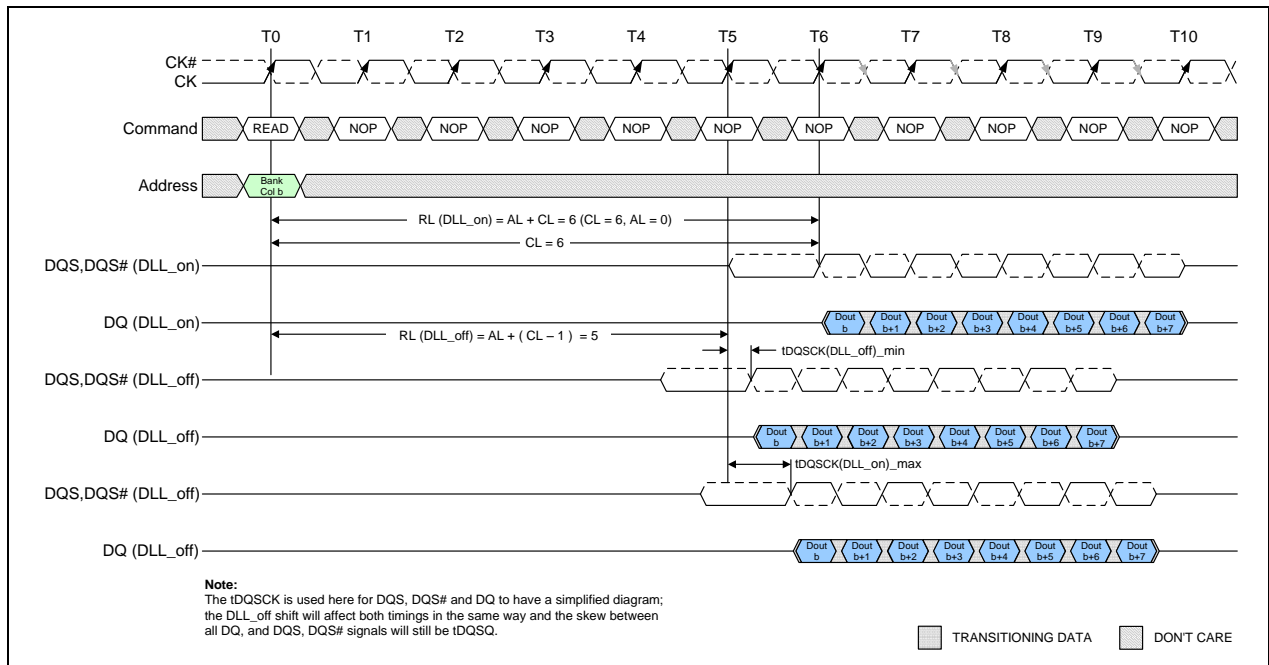 T0 T1 T2 T3 T4 T5 T6 T7 T8 T9 T10
CK#
CK
Command READ NOP NOP NOP NOP NOP NOP NOP NOP NOP NOP
Address Bank
Col b
RL (DLL_on) = AL + CL = 6 (CL = 6, AL = 0)
CL = 6
DQS,DQS# (DLL_on)
DQ (DLL_on) Dout
b Dout
b+1 Dout
b+2 Dout
b+3 Dout
b+4 Dout
b+5 Dout
b+6 Dout
b+7
RL (DLL_off) = AL + ( CL – 1 ) = 5
tDQSCK(DLL_off)_min
DQS,DQS# (DLL_off)
DQ (DLL_off) Dout
b Dout
b+1 Dout
b+2 Dout
b+3 Dout
b+4 Dout
b+5 Dout
b+6 Dout
b+7
tDQSCK(DLL_on)_max
DQS,DQS# (DLL_off)
DQ (DLL_off) Dout
b Dout
b+1 Dout
b+2 Dout
b+3 Dout
b+4 Dout
b+5 Dout
b+6 Dout
b+7
Note:
The tDQSCK is used here for DQS, DQS# and DQ to have a simplified diagram;
the DLL_off shift will affect both timings in the same way and the skew between
all DQ, and DQS, DQS# signals will still be tDQSQ.
TRANSITIONING DATA DON'T CARE